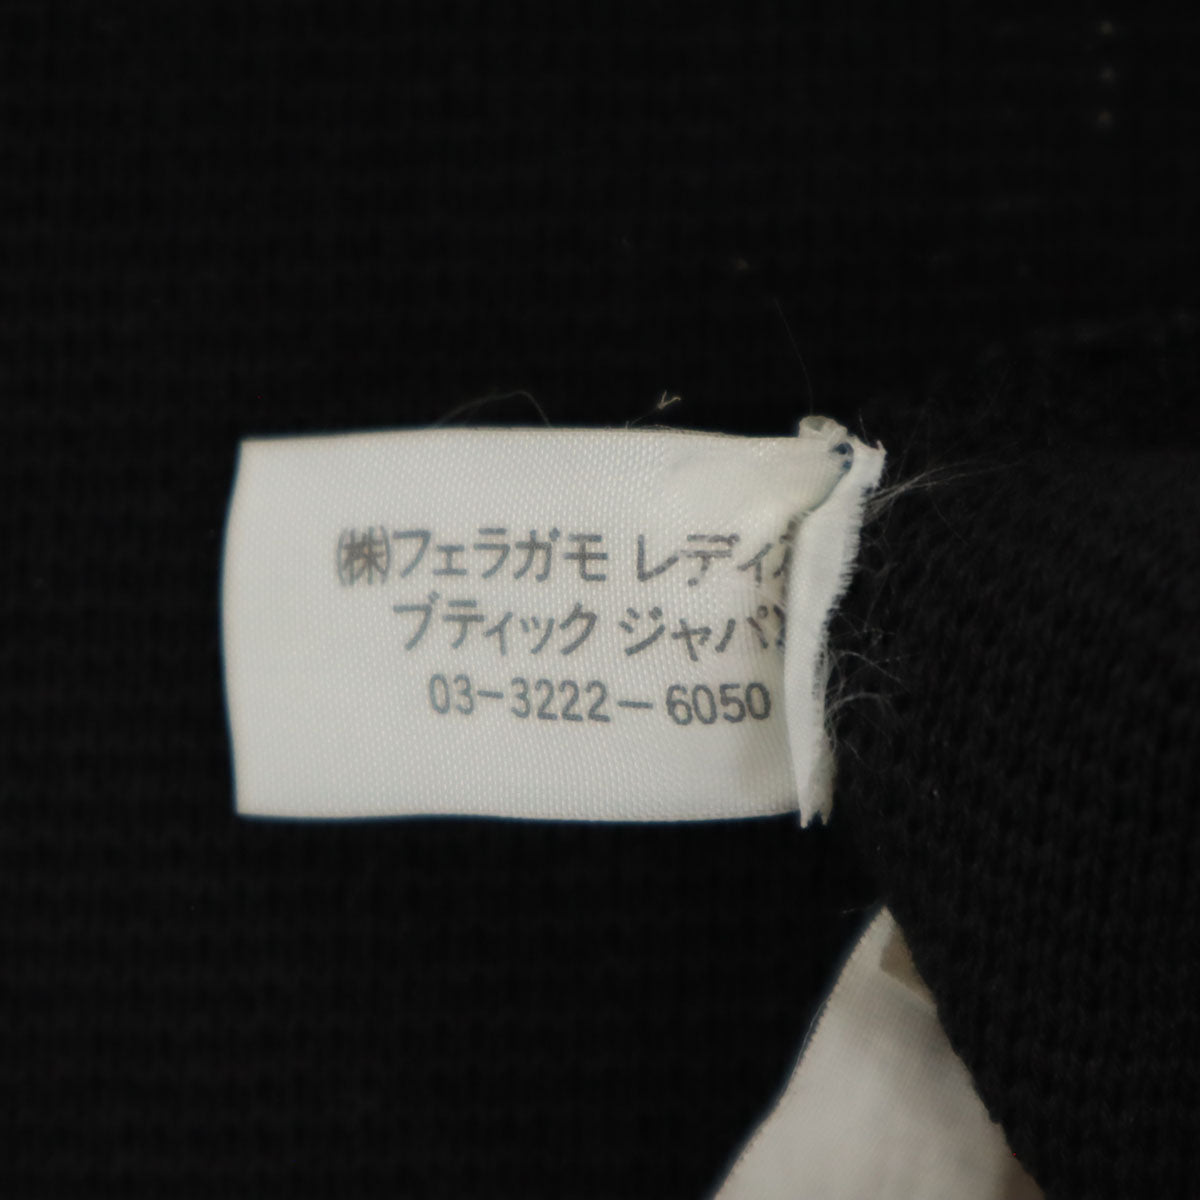 ㈱フェラガモ レディ
ブティック ジャパン
03-3222-6050